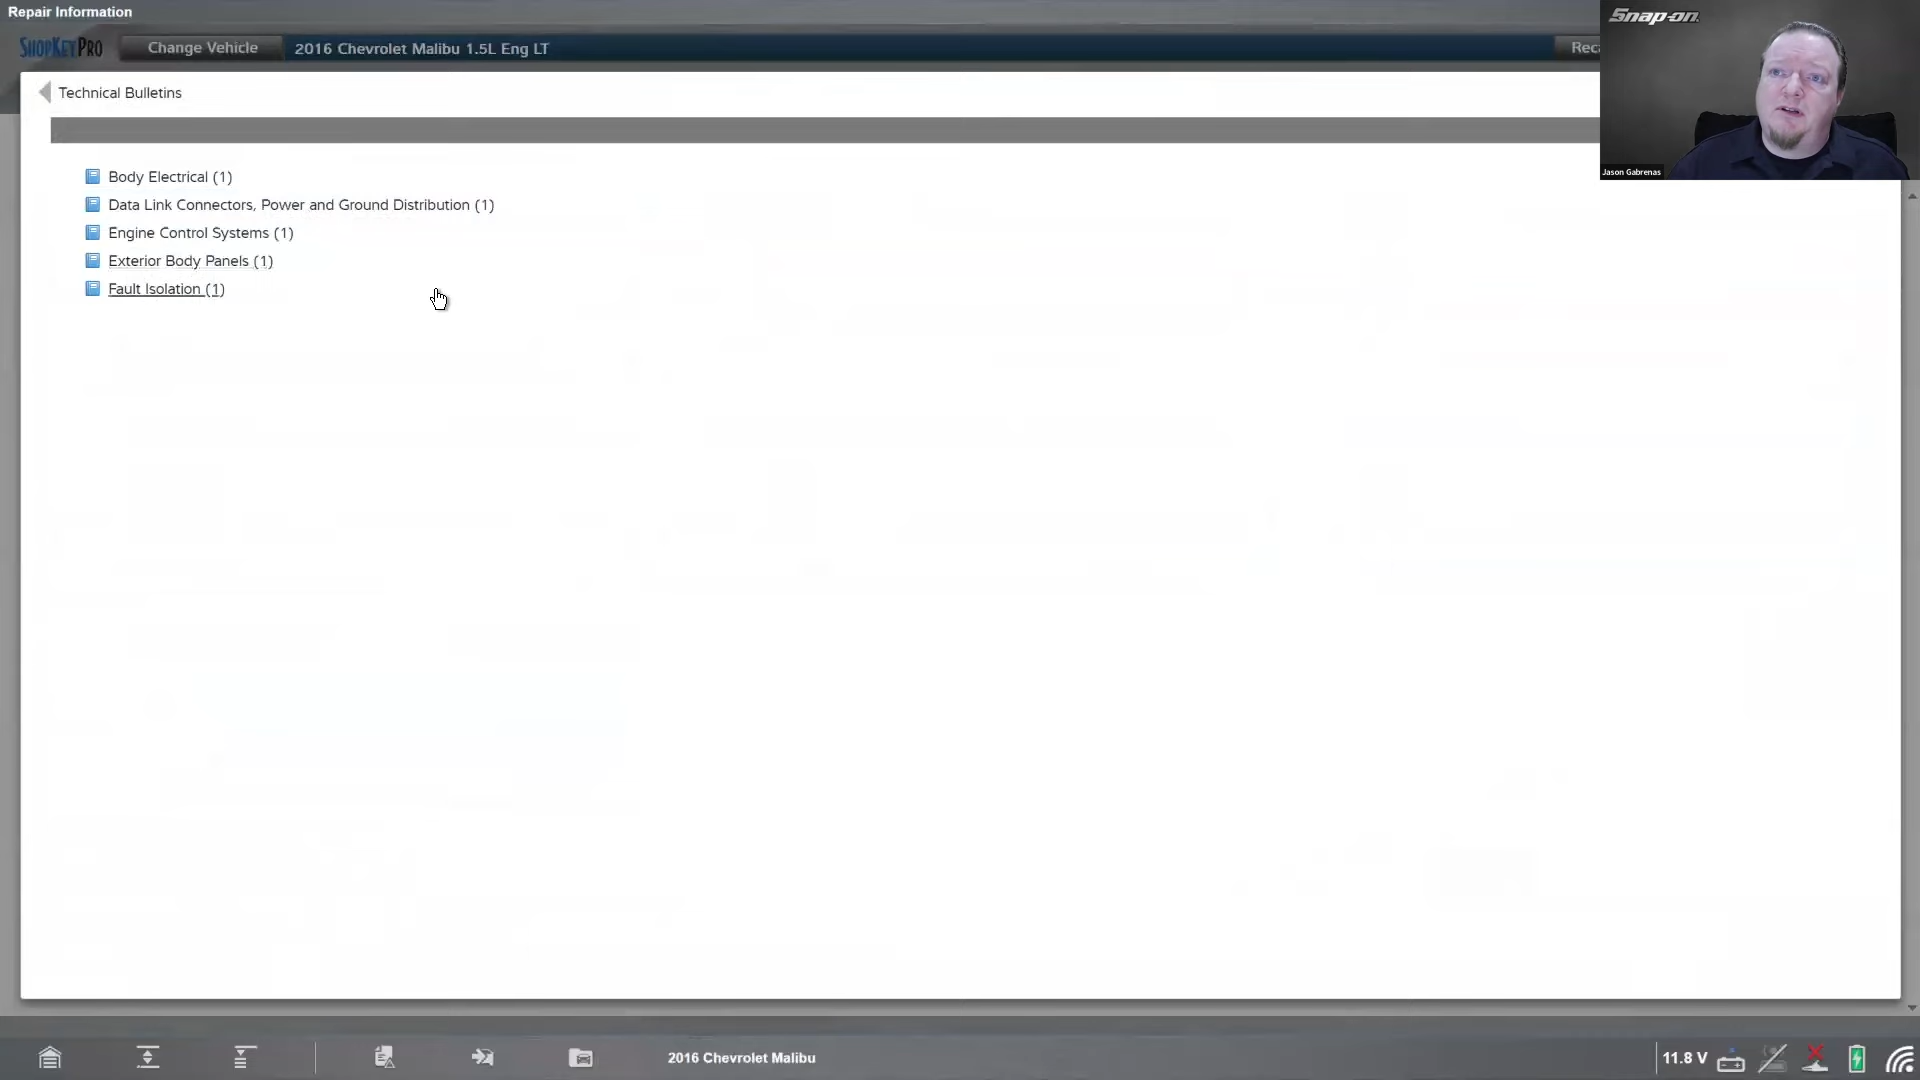 Repair Information
Snap-on
SHOPKEYPRO
Change Vehicle
2016 Chevrolet Malibu 1.5L Eng LT
Reca
Technical Bulletins
Jason Gabrenas
Body Electrical (1)
Data Link Connectors, Power and Ground Distribution (1)
Engine Control Systems (1)
Exterior Body Panels (1)
Fault Isolation (1)
2016 Chevrolet Malibu
11.8 V